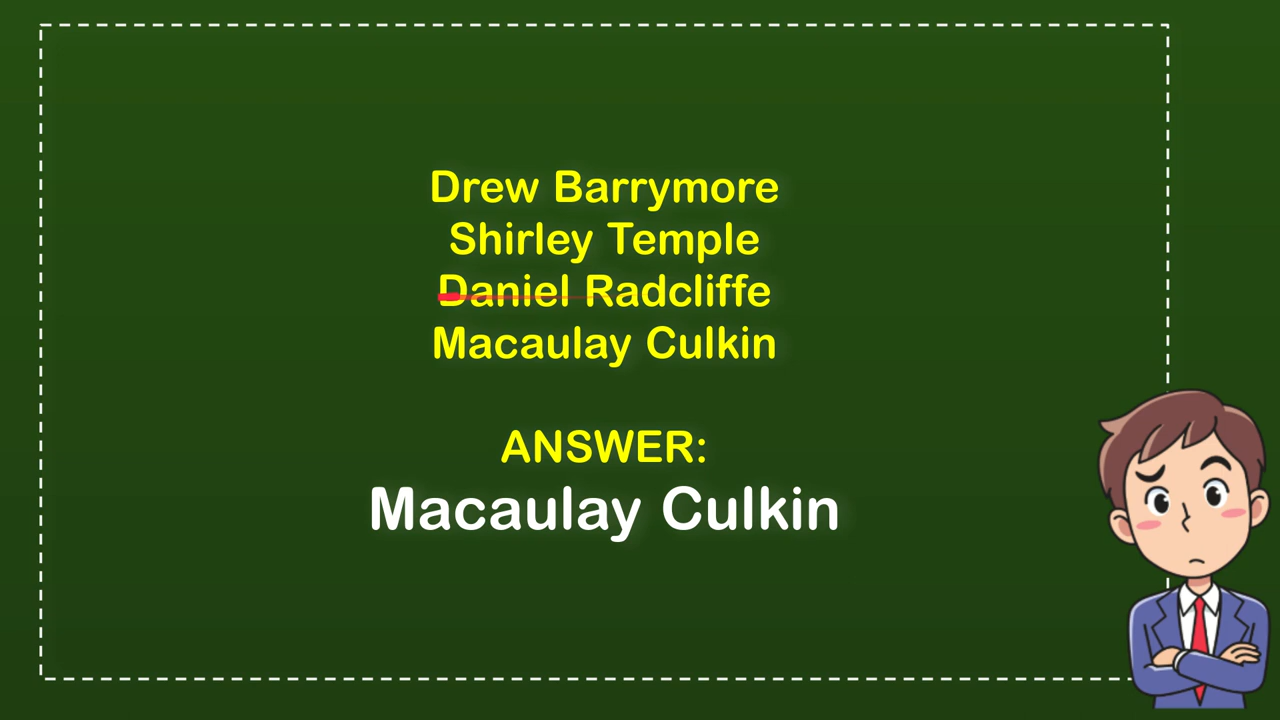 Drew Barrymore
Shirley Temple
Daniel Radcliffe
Macaulay Culkin
ANSWER:
Macaulay Culkin